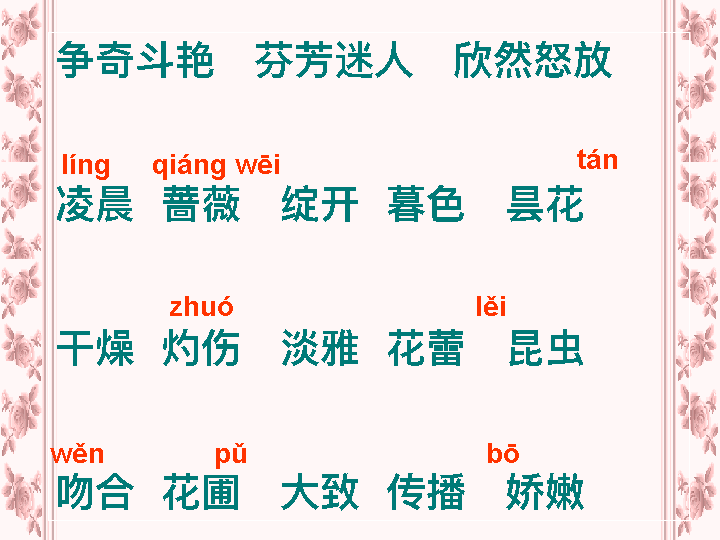 争奇斗艳 芬芳迷人 欣然怒放
líng qiáng wēi tán
凌晨 蔷薇 绽开 暮色 昙花
zhuó lěi
干燥 灼伤 淡雅 花蕾 昆虫
wěn pǔ bō
吻合 花圃 大致 传播 娇嫩